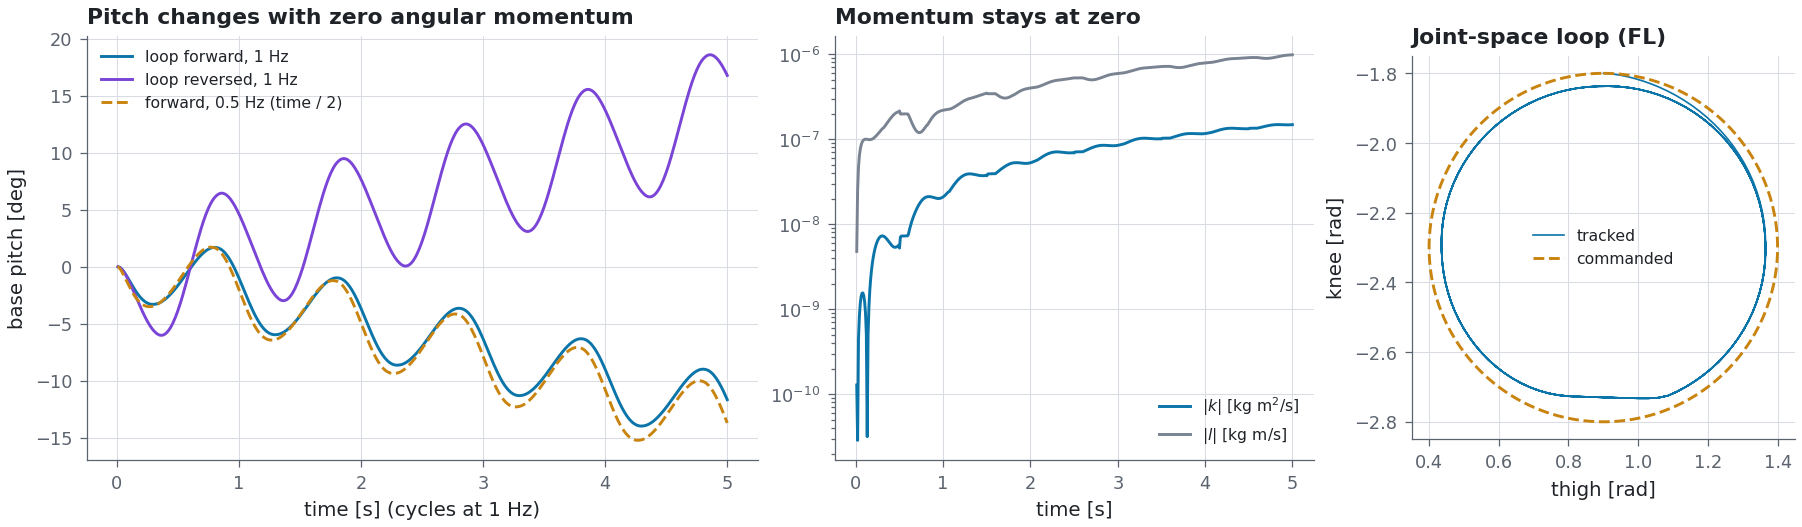 Pitch changes with zero angular momentum
base pitch [deg]
20
15
10
5
0
−5
−10
−15
loop forward, 1 Hz
loop reversed, 1 Hz
forward, 0.5 Hz (time / 2)
0 1 2 3 4 5
time [s] (cycles at 1 Hz)
Momentum stays at zero
10⁻⁶
10⁻⁷
10⁻⁸
10⁻⁹
10⁻¹⁰
|k| [kg m²/s]
|l| [kg m/s]
0 1 2 3 4 5
time [s]
Joint-space loop (FL)
knee [rad]
−1.8
−2.0
−2.2
−2.4
−2.6
−2.8
tracked
commanded
0.4 0.6 0.8 1.0 1.2 1.4
thigh [rad]